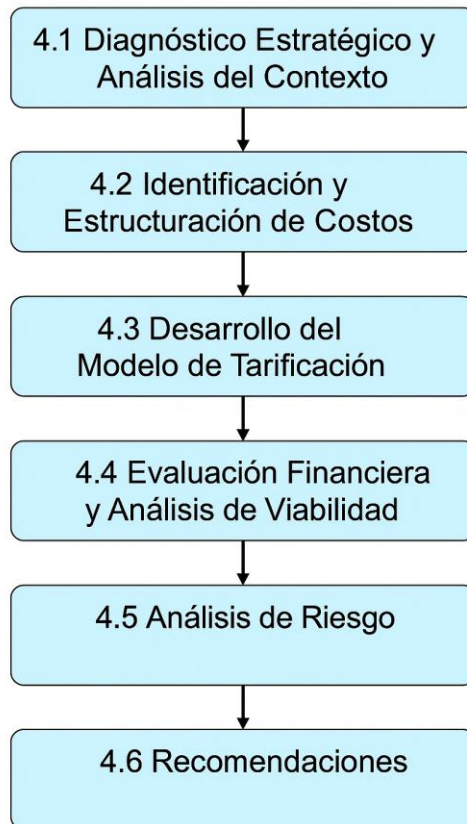 4.1 Diagnóstico Estratégico y
Análisis del Contexto
4.2 Identificación y
Estructuración de Costos
4.3 Desarrollo del
Modelo de Tarificación
4.4 Evaluación Financiera
y Análisis de Viabilidad
4.5 Análisis de Riesgo
4.6 Recomendaciones